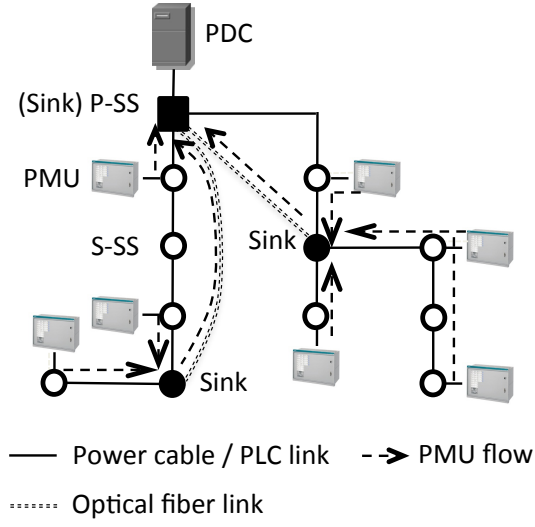 PDC
(Sink) P-SS
PMU
S-SS
Sink
Sink
Power cable / PLC link
PMU flow
Optical fiber link